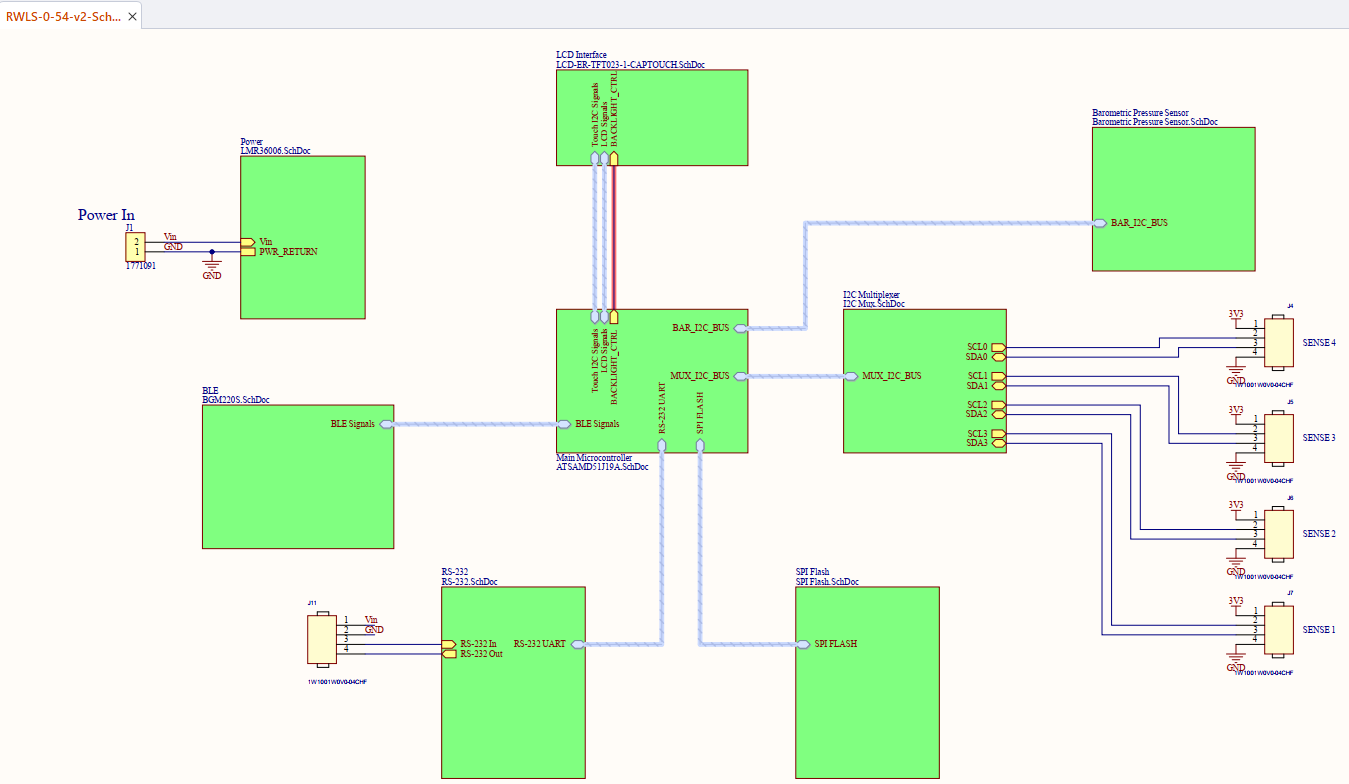 RWLS-0-54-v2-Sch...
LCD Interface
LCD-ER-TFT023-1-CAPTOUCH.SchDoc
Touch I2C Signals
LCD Signals
BACKLIGHT_CTRL
Barometric Pressure Sensor
Barometric Pressure Sensor.SchDoc
BAR_I2C_BUS
Power
LMR36006.SchDoc
Power In
J1
2
1
Vin
GND
1771091
GND
Vin
PWR_RETURN
Touch I2C Signals
LCD Signals
BACKLIGHT_CTRL
BAR_I2C_BUS
MUX_I2C_BUS
RS-232 UART
SPI FLASH
BLE Signals
Main Microcontroller
ATSAMD51J19A.SchDoc
I2C Multiplexer
I2C Mux.SchDoc
MUX_I2C_BUS
SCL0
SDA0
SCL1
SDA1
SCL2
SDA2
SCL3
SDA3
J4
3V3
1
2
3
4
GND
1W1001W0V0-04CHF
SENSE 4
J5
3V3
1
2
3
4
GND
1W1001W0V0-04CHF
SENSE 3
J6
3V3
1
2
3
4
GND
1W1001W0V0-04CHF
SENSE 2
J7
3V3
1
2
3
4
GND
1W1001W0V0-04CHF
SENSE 1
BLE
BGM220S.SchDoc
BLE Signals
RS-232
RS-232.SchDoc
RS-232 In
RS-232 Out
RS-232 UART
J11
1
2
3
4
Vin
GND
1W1001W0V0-04CHF
SPI Flash
SPI Flash.SchDoc
SPI FLASH